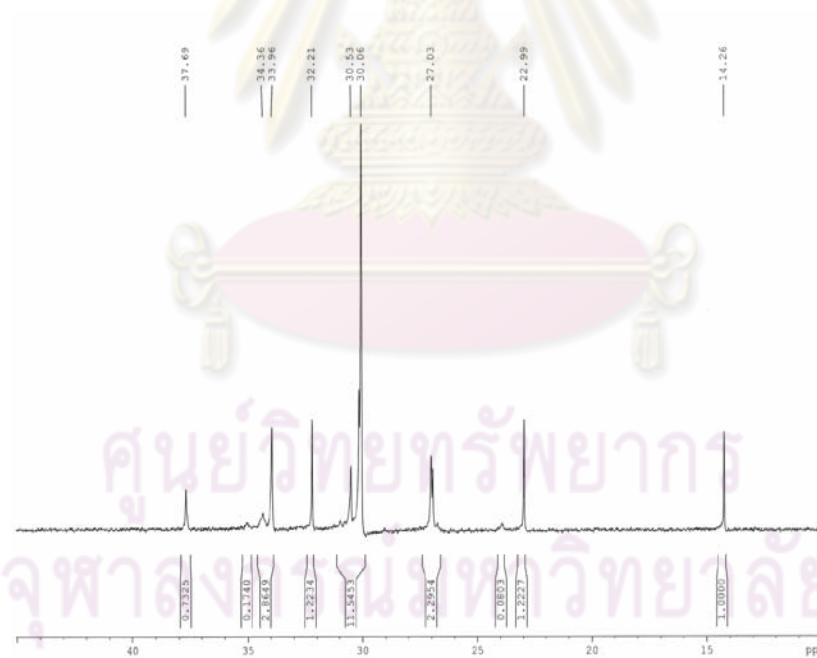 37.69 34.36 33.96 32.21 30.53 30.06 27.03 22.99 14.26
ศูนย์วิทยทรัพยากร
จุฬาลงกรณ์มหาวิทยาลัย
0.7325 0.1740 2.8649 1.2234 11.5453 2.2954 0.0803 1.2227 1.0000
40 35 30 25 20 15 pp